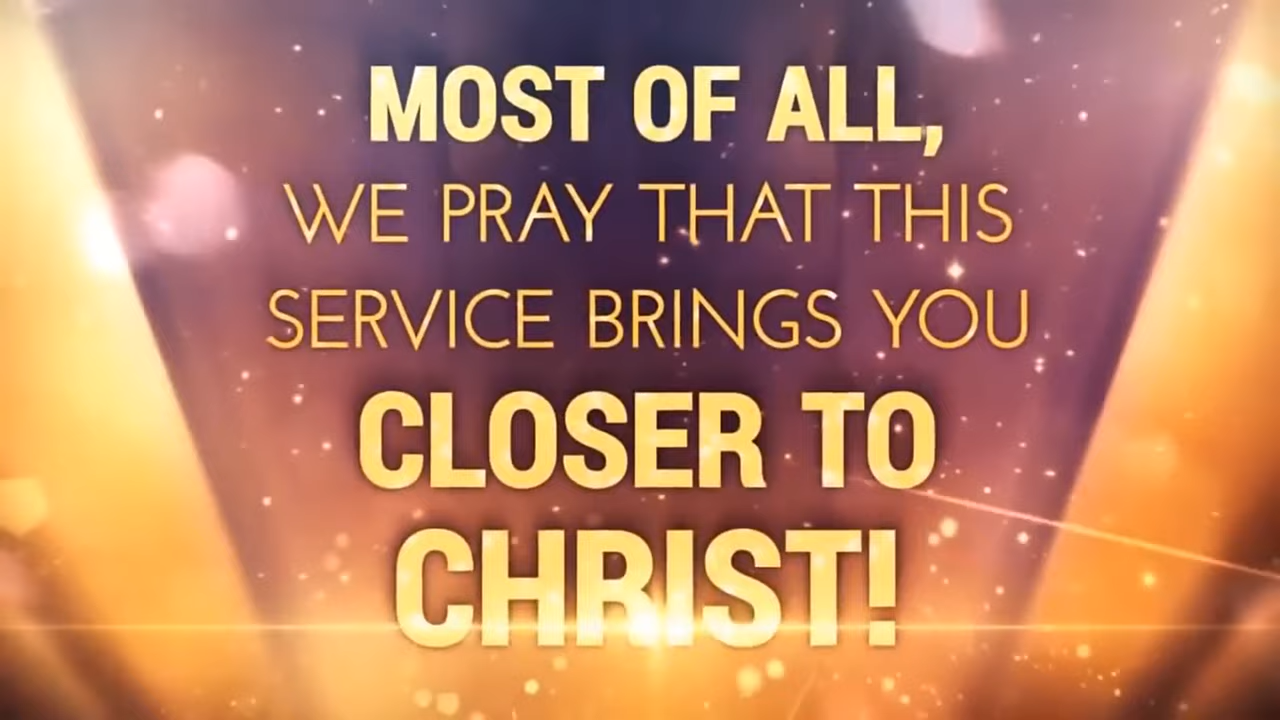 MOST OF ALL,
WE PRAY THAT THIS
SERVICE BRINGS YOU
CLOSER TO
CHRIST!